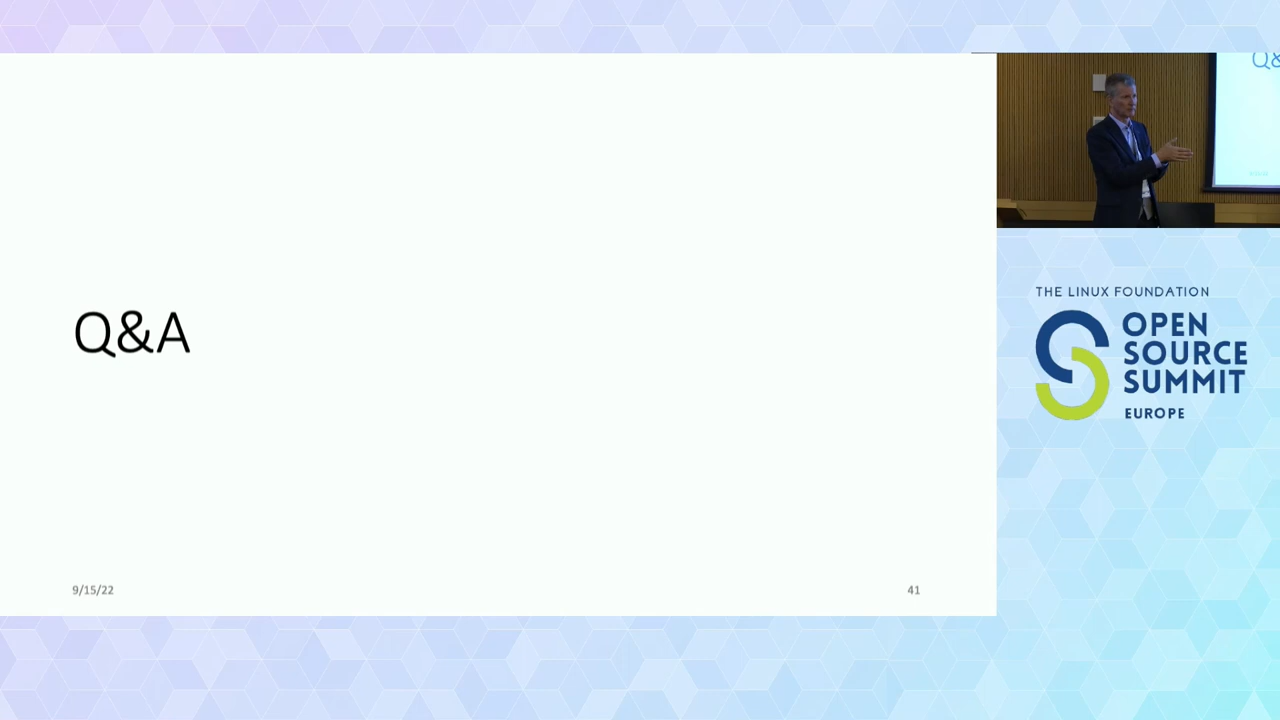 Q&A
9/15/22
41
Q&
THE LINUX FOUNDATION
OPEN
SOURCE
SUMMIT
EUROPE